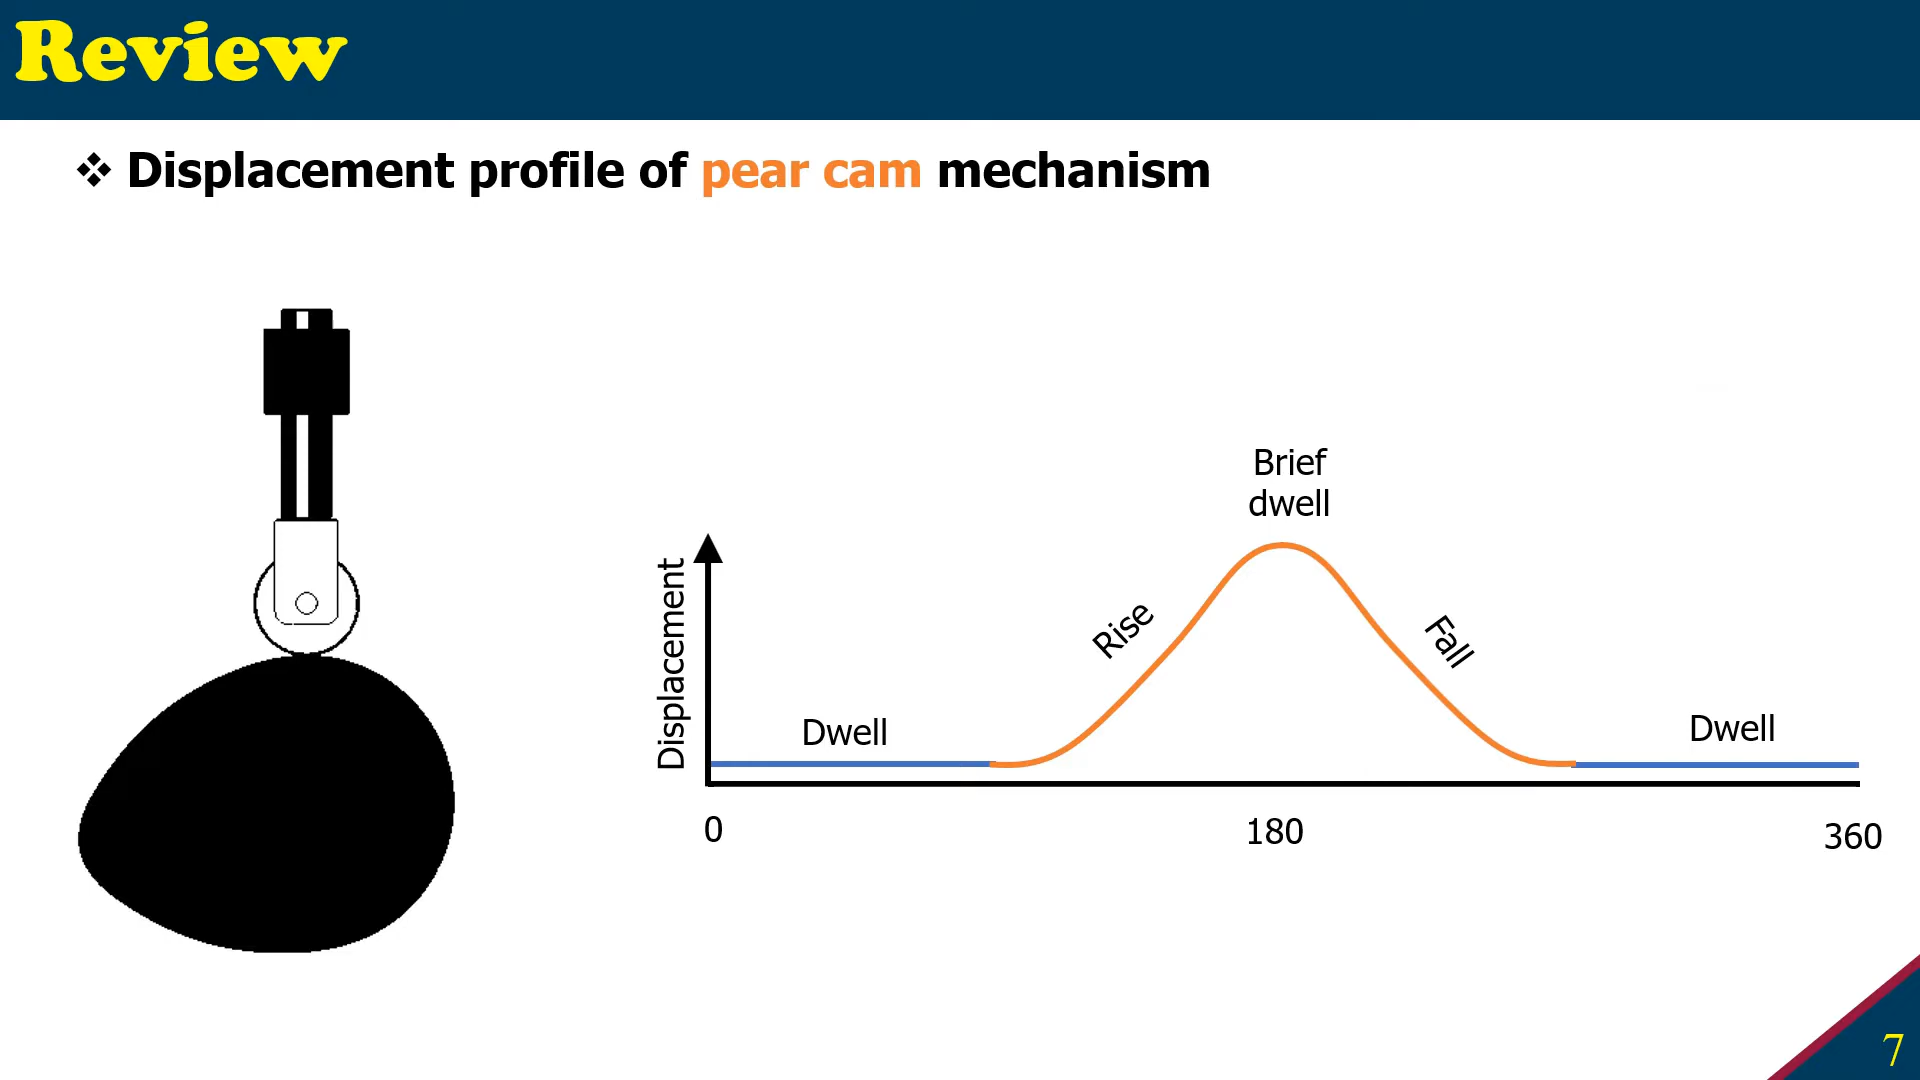 Review
❖ Displacement profile of pear cam mechanism
Brief
dwell
Displacement
Rise
Fall
Dwell
Dwell
0
180
360
7